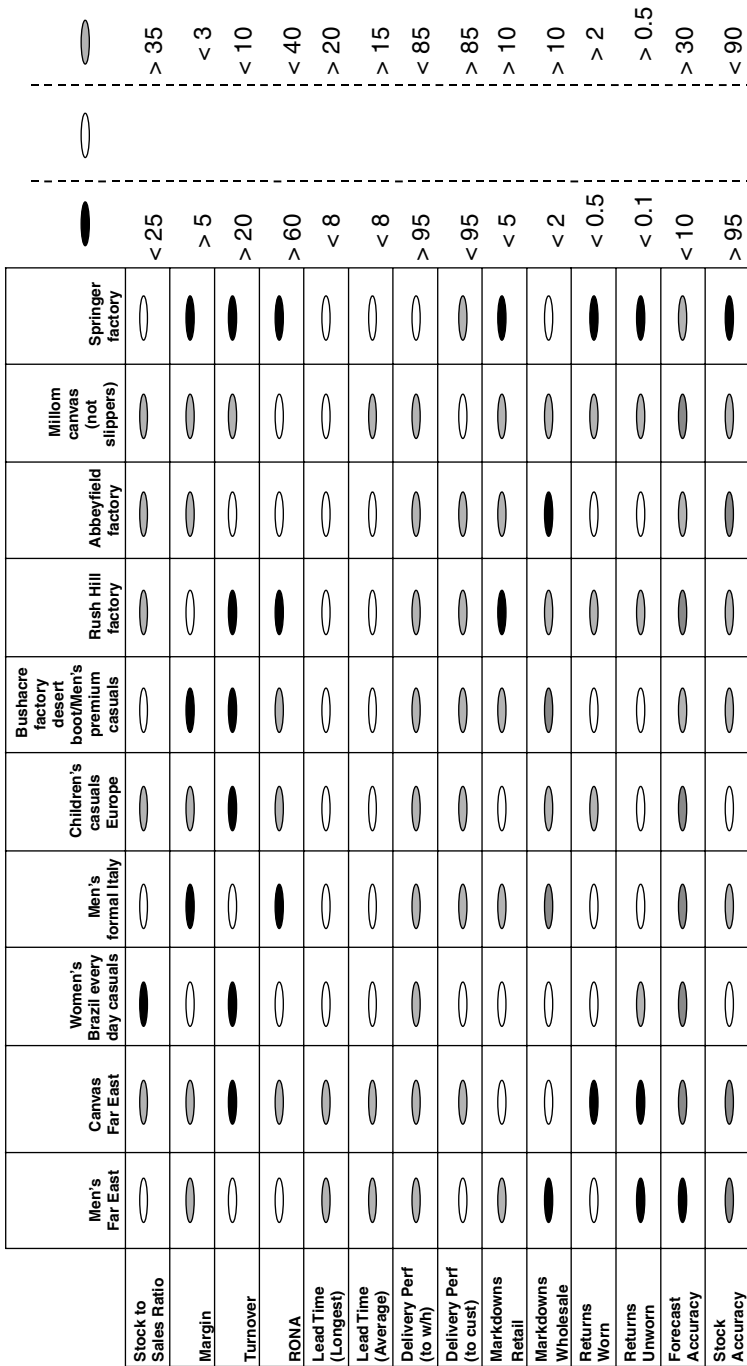 Men's
Far East
Canvas
Far East
Women's
Brazil every
day casuals
Men's
formal Italy
Children's
casuals
Europe
Bushacre
factory
desert
boot/Men's
premium
casuals
Rush Hill
factory
Abbeyfield
factory
Millom
canvas
(not
slippers)
Springer
factory
Stock to
Sales Ratio
< 25
> 35
Margin
> 5
< 3
Turnover
> 20
< 10
RONA
> 60
< 40
Lead Time
(Longest)
< 8
> 20
Lead Time
(Average)
< 8
> 15
Delivery Perf
(to w/h)
> 95
< 85
Delivery Perf
(to cust)
< 95
> 85
Markdowns
Retail
< 5
> 10
Markdowns
Wholesale
< 2
> 10
Returns
Worn
< 0.5
> 2
Returns
Unworn
< 0.1
> 0.5
Forecast
Accuracy
< 10
> 30
Stock
Accuracy
> 95
< 90